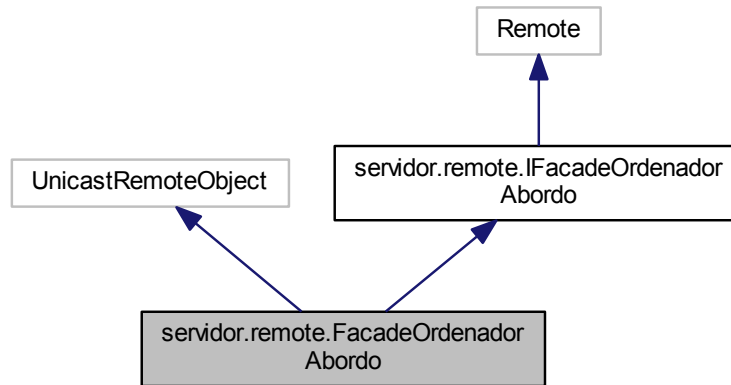 Remote
servidor.remote.IFacadeOrdenador
Abordo
UnicastRemoteObject
servidor.remote.FacadeOrdenador
Abordo